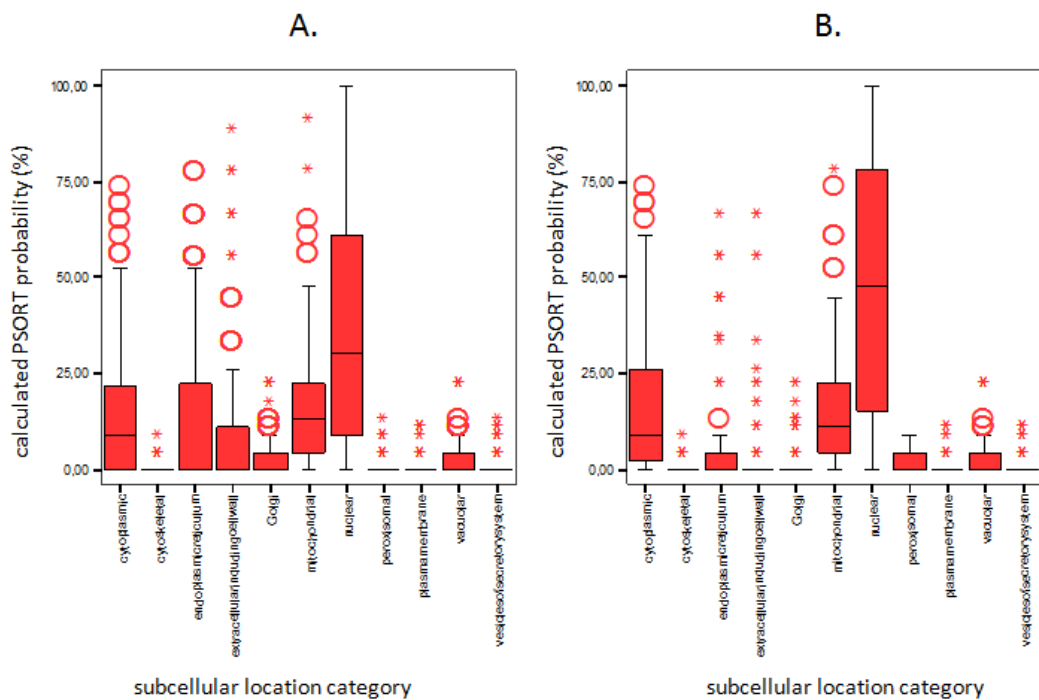 A.
B.
calculated PSORT probability (%)
100,00
75,00
50,00
25,00
0,00
cytoplasmic
cytoskeletal
endoplasmicreticulum
extracellularincludingcellwall
Golgi
mitochondrial
nuclear
peroxisomal
plasmamembrane
vacuolar
vesiclesofsecretorysystem
subcellular location category
calculated PSORT probability (%)
100,00
75,00
50,00
25,00
0,00
cytoplasmic
cytoskeletal
endoplasmicreticulum
extracellularincludingcellwall
Golgi
mitochondrial
nuclear
peroxisomal
plasmamembrane
vacuolar
vesiclesofsecretorysystem
subcellular location category